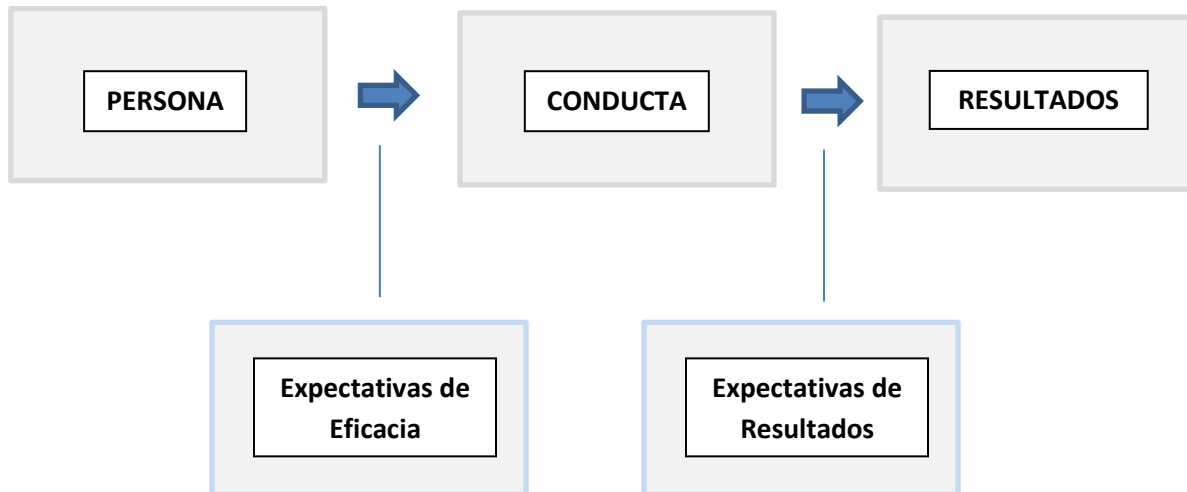 PERSONA
CONDUCTA
RESULTADOS
Expectativas de
Eficacia
Expectativas de
Resultados